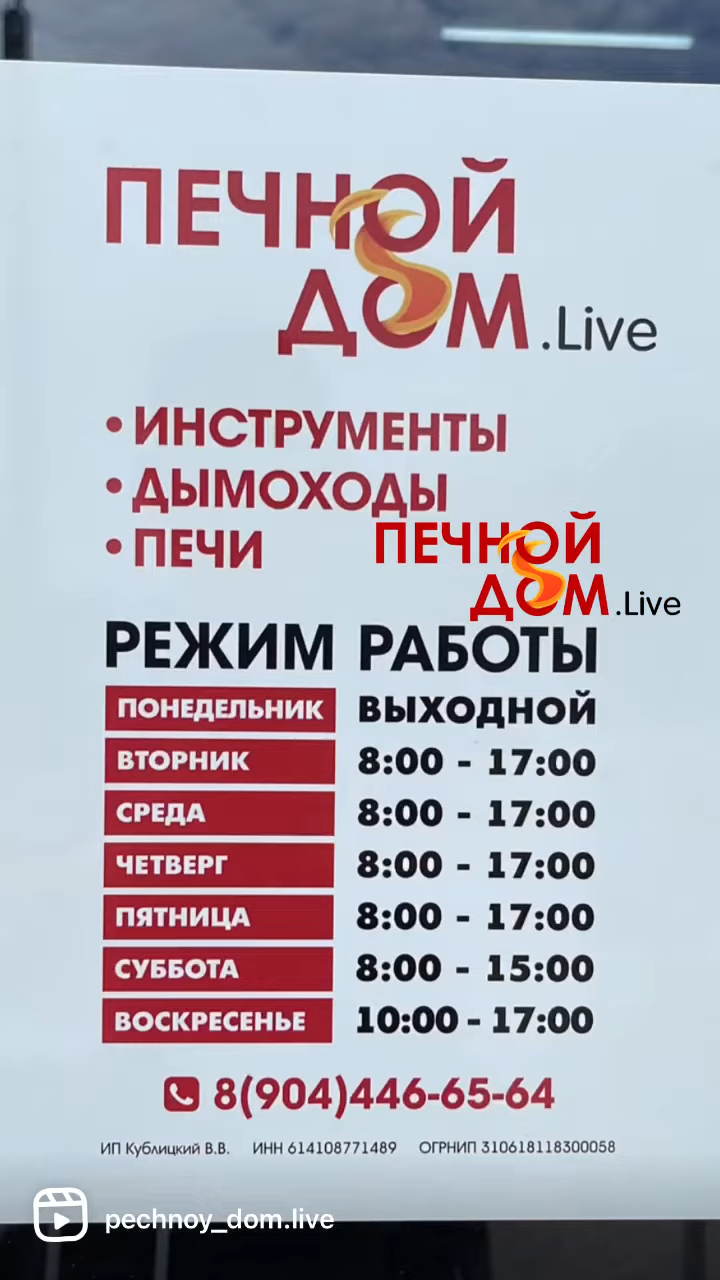 ПЕЧНОЙ
ДОМ.Live
• ИНСТРУМЕНТЫ
• ДЫМОХОДЫ
• ПЕЧИ
ПЕЧНОЙ
ДОМ.Live
РЕЖИМ РАБОТЫ
ПОНЕДЕЛЬНИК ВЫХОДНОЙ
ВТОРНИК 8:00 - 17:00
СРЕДА 8:00 - 17:00
ЧЕТВЕРГ 8:00 - 17:00
ПЯТНИЦА 8:00 - 17:00
СУББОТА 8:00 - 15:00
ВОСКРЕСЕНЬЕ 10:00 - 17:00
8(904)446-65-64
ИП Кублицкий В.В. ИНН 614108771489 ОГРНИП 310618118300058
pechnoy_dom.live